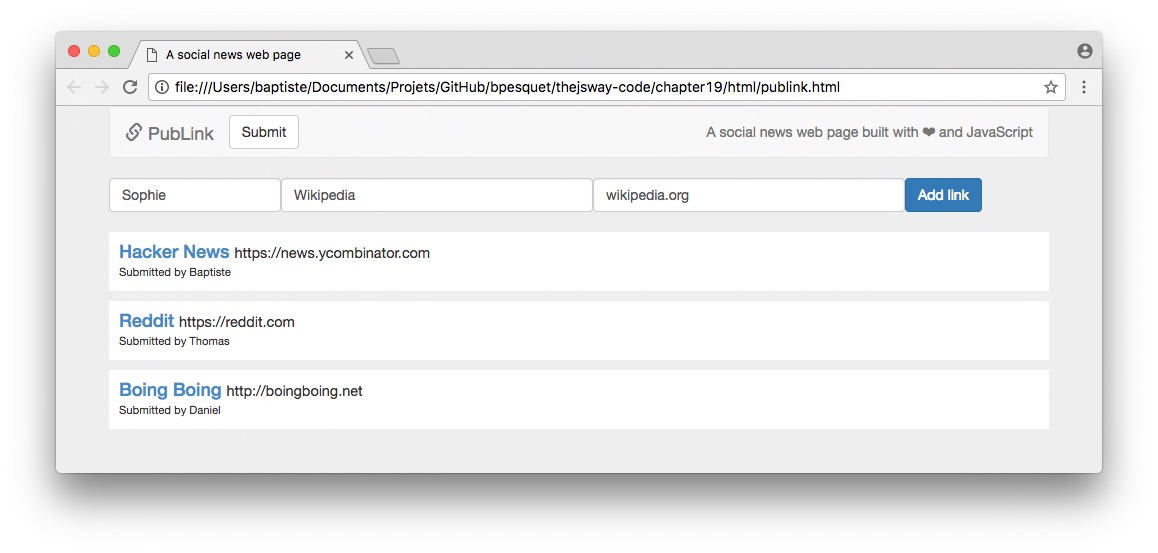 A social news web page
file:///Users/baptiste/Documents/Projets/GitHub/bpesquet/thejsway-code/chapter19/html/publink.html
PubLink Submit A social news web page built with ❤ and JavaScript
Sophie Wikipedia wikipedia.org Add link
Hacker News https://news.ycombinator.com
Submitted by Baptiste
Reddit https://reddit.com
Submitted by Thomas
Boing Boing http://boingboing.net
Submitted by Daniel